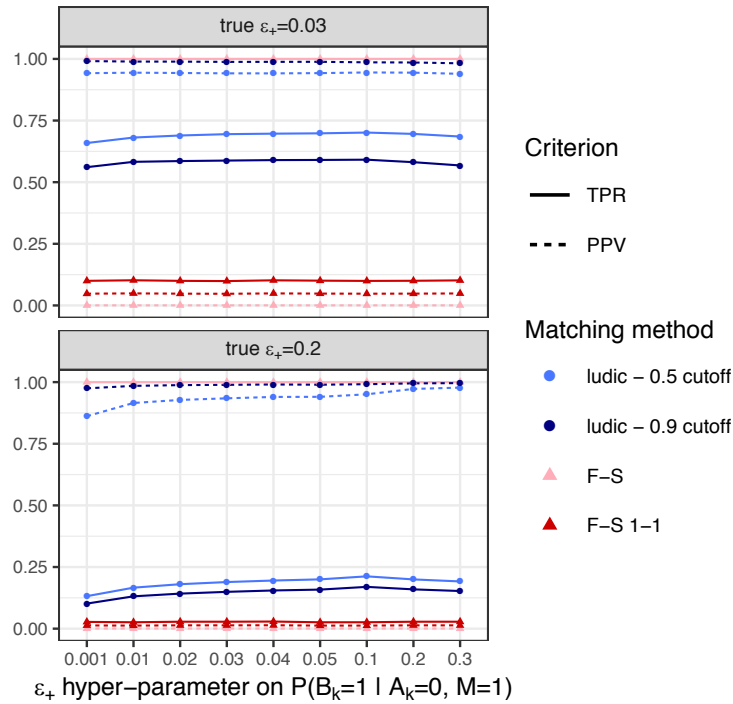 true ε₊=0.03
1.00
0.75
0.50
0.25
0.00
true ε₊=0.2
1.00
0.75
0.50
0.25
0.00
0.001 0.01 0.02 0.03 0.04 0.05 0.1 0.2 0.3
ε₊ hyper-parameter on P(Bₖ=1 | Aₖ=0, M=1)
Criterion
TPR
PPV
Matching method
ludic − 0.5 cutoff
ludic − 0.9 cutoff
F−S
F−S 1−1